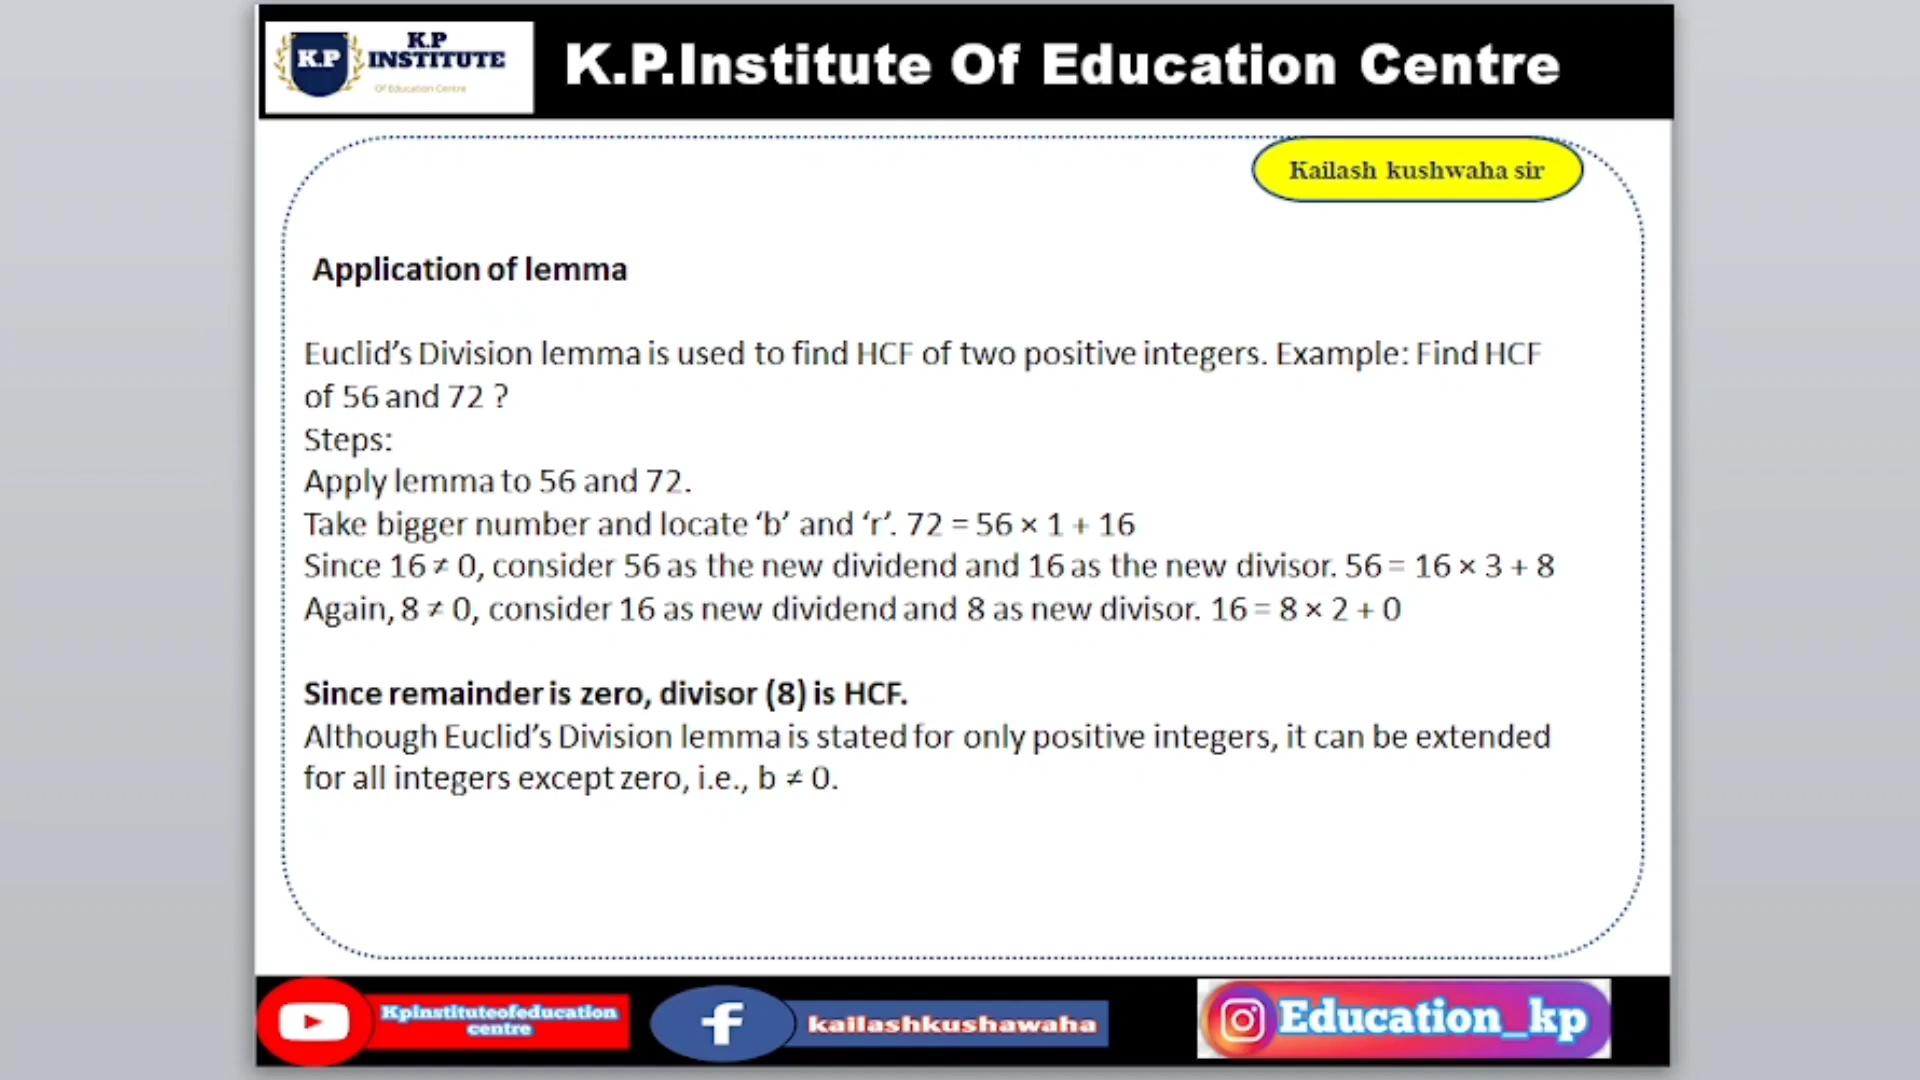 K.P
K.P
INSTITUTE
Of Education Centre
K.P.Institute Of Education Centre
Kailash kushwaha sir
Application of lemma
Euclid’s Division lemma is used to find HCF of two positive integers. Example: Find HCF
of 56 and 72 ?
Steps:
Apply lemma to 56 and 72.
Take bigger number and locate ‘b’ and ‘r’. 72 = 56 × 1 + 16
Since 16 ≠ 0, consider 56 as the new dividend and 16 as the new divisor. 56 = 16 × 3 + 8
Again, 8 ≠ 0, consider 16 as new dividend and 8 as new divisor. 16 = 8 × 2 + 0
Since remainder is zero, divisor (8) is HCF.
Although Euclid’s Division lemma is stated for only positive integers, it can be extended
for all integers except zero, i.e., b ≠ 0.
Kpinstituteofeducation
centre
f
kailashkushawaha
Education_kp